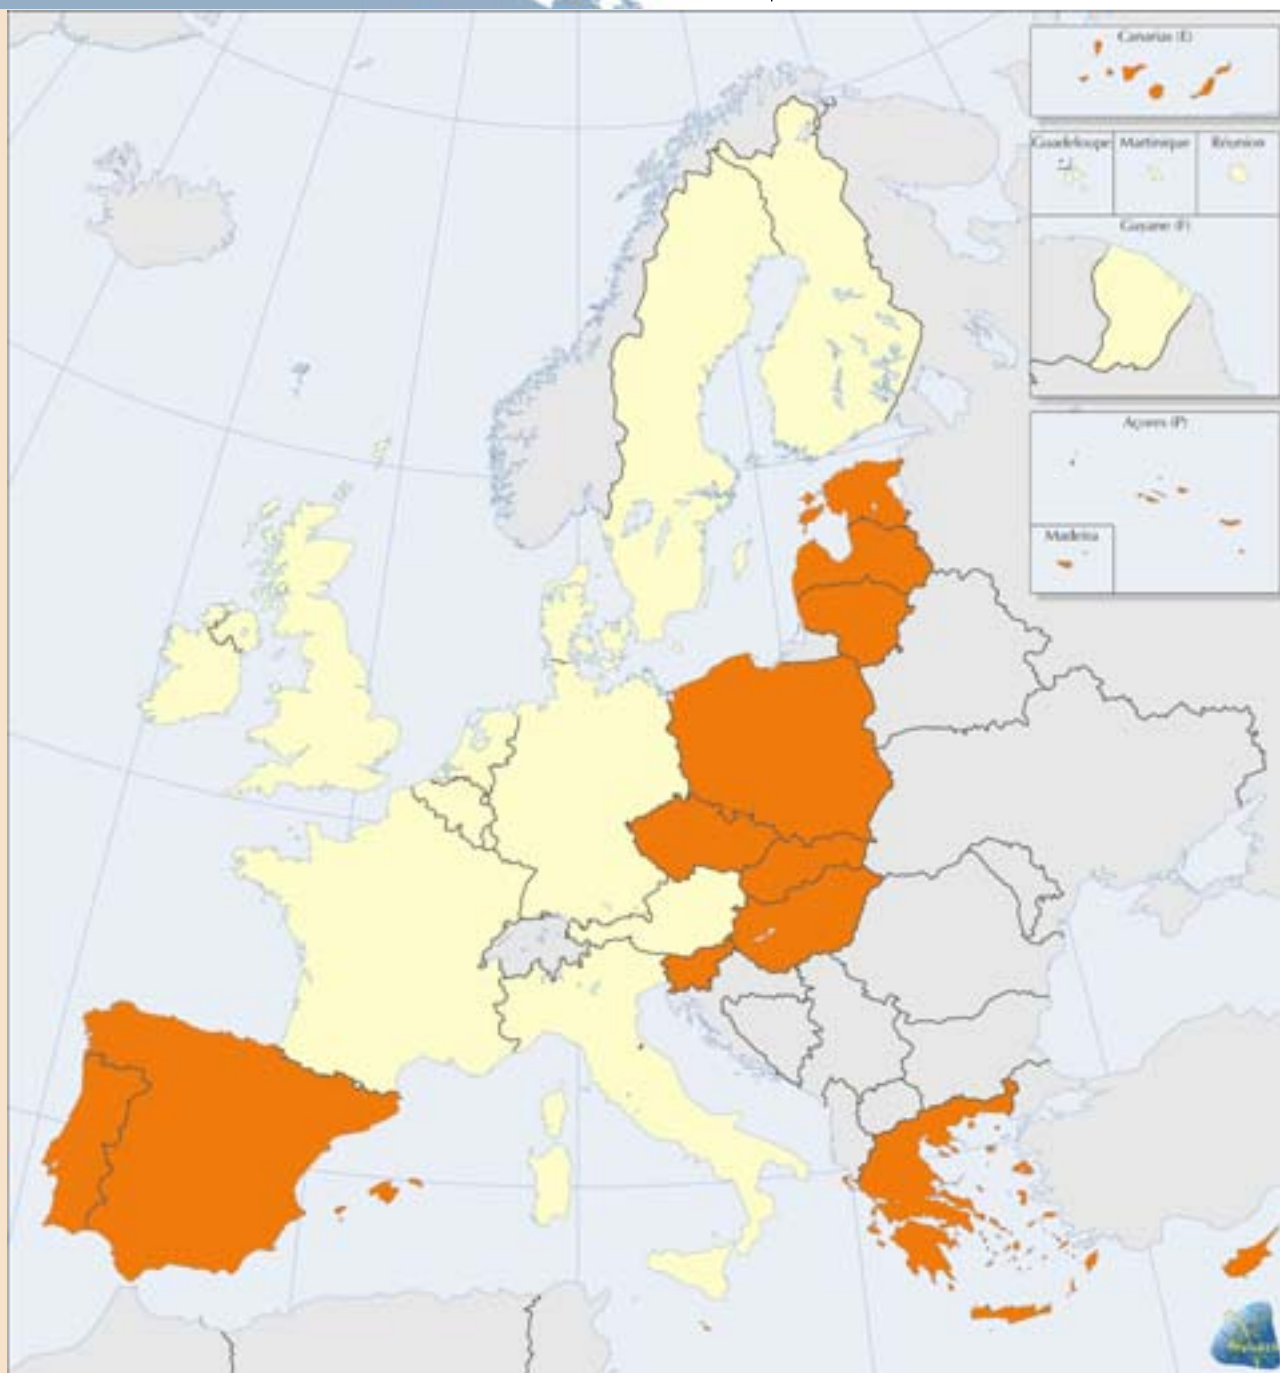 Canarias (E)
Guadeloupe
Martinique
Réunion
Guyane (F)
Açores (P)
Madeira